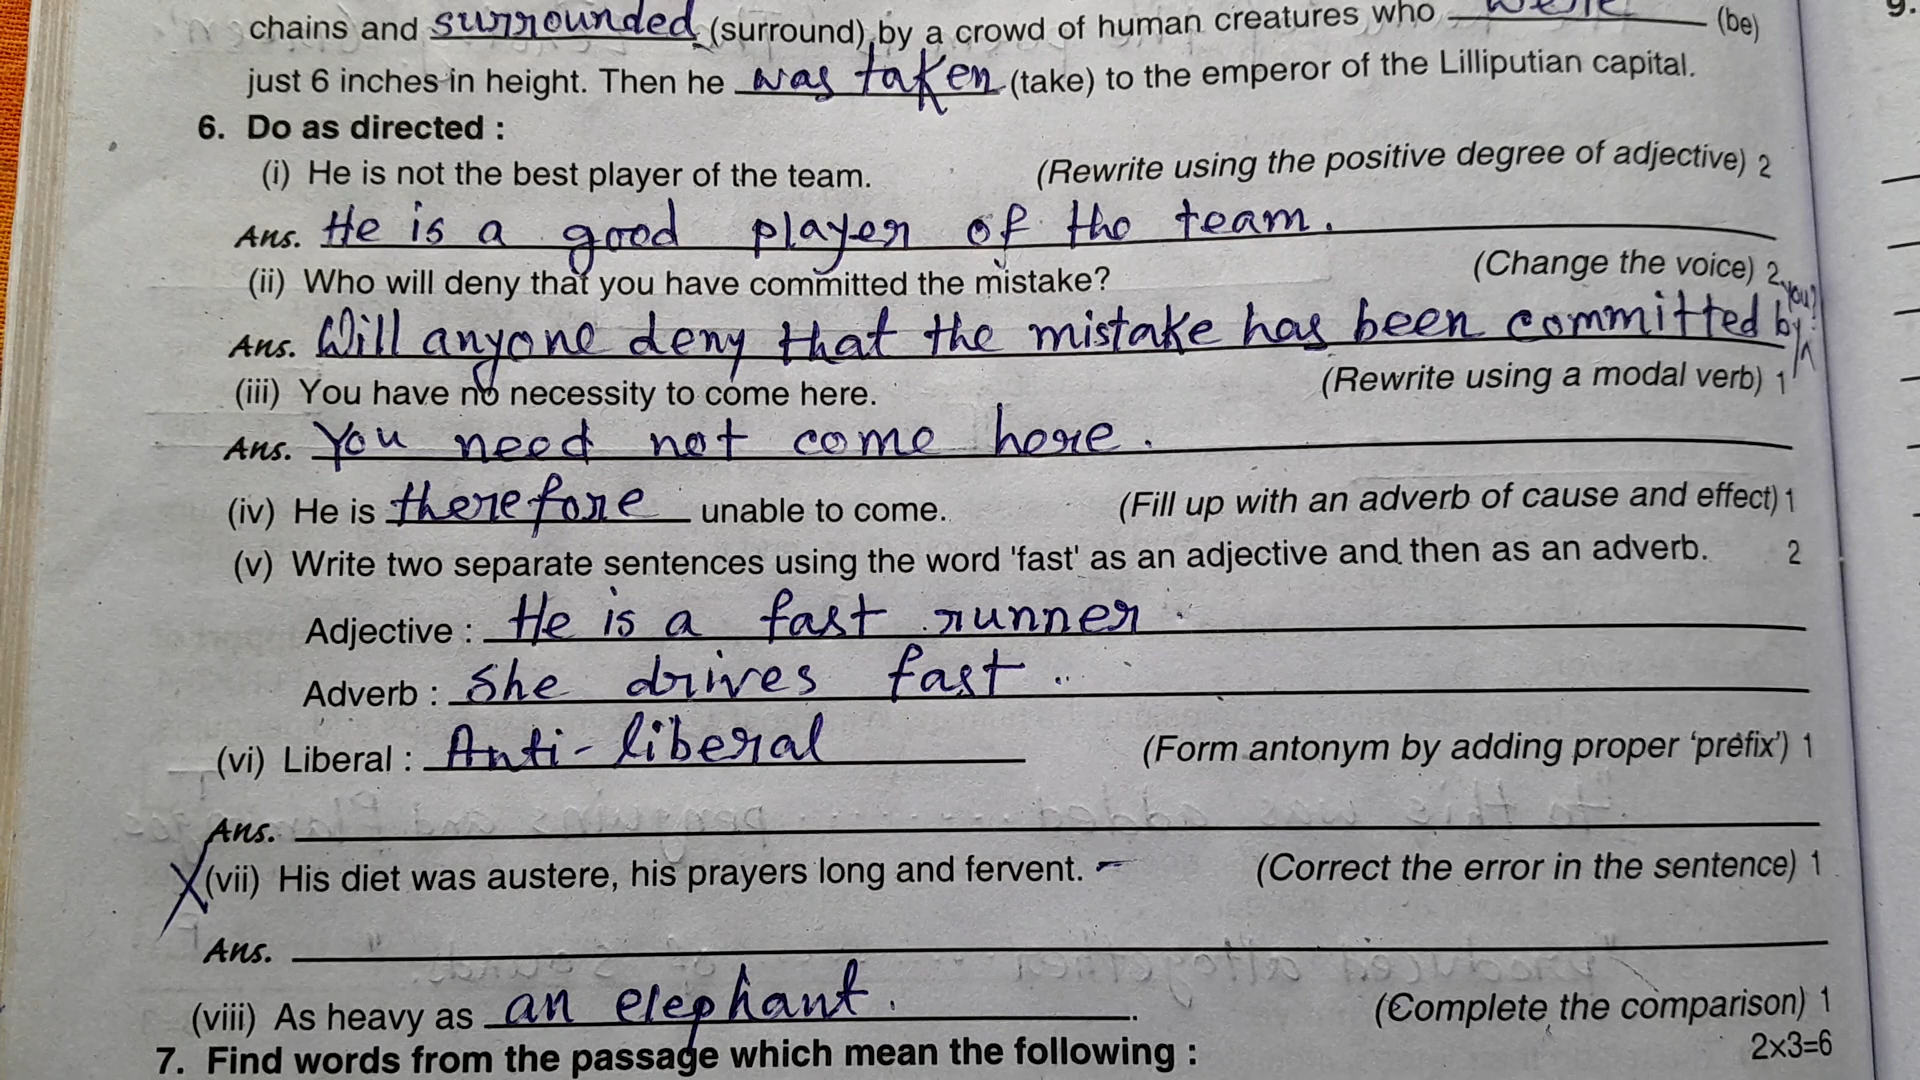 chains and surrounded (surround) by a crowd of human creatures who were (be)
just 6 inches in height. Then he was taken (take) to the emperor of the Lilliputian capital.
6. Do as directed :
(i) He is not the best player of the team. (Rewrite using the positive degree of adjective) 2
Ans. He is a good player of the team.
(ii) Who will deny that you have committed the mistake? (Change the voice) 2
Ans. Will anyone deny that the mistake has been committed by you?
(iii) You have no necessity to come here. (Rewrite using a modal verb) 1
Ans. You need not come here.
(iv) He is therefore unable to come. (Fill up with an adverb of cause and effect) 1
(v) Write two separate sentences using the word 'fast' as an adjective and then as an adverb. 2
Adjective : He is a fast runner.
Adverb : She drives fast.
(vi) Liberal : Anti-liberal (Form antonym by adding proper 'prefix') 1
Ans.
(vii) His diet was austere, his prayers long and fervent. (Correct the error in the sentence) 1
Ans.
(viii) As heavy as an elephant. (Complete the comparison) 1
7. Find words from the passage which mean the following : 2x3=6
9.